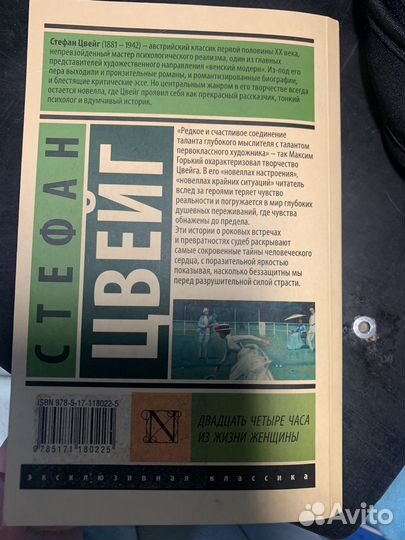 Стефан Цвейг (1881 – 1942) – австрийский классик первой половины XX века,
непревзойденный мастер психологического реализма, один из главных
представителей художественного направления «венский модерн». Из-под его
пера выходили и пронзительные романы, и романтизированные биографии,
и блестящие критические эссе. Но центральным жанром в его творчестве всегда
остается новелла, где Цвейг проявил себя как прекрасный рассказчик, тонкий
психолог и вдумчивый историк.
СТЕФАН
ЦВЕЙГ
«Редкое и счастливое соединение
таланта глубокого мыслителя с талантом
первоклассного художника» – так Максим
Горький охарактеризовал творчество
Цвейга. В его «новеллах настроения»,
«новеллах крайних ситуаций» читатель
вслед за героями теряет чувство
реальности и погружается в мир глубоких
душевных переживаний, где чувства
обнажены до предела.
Эти истории о роковых встречах
и превратностях судеб раскрывают
самые сокровенные тайны человеческого
сердца, с поразительной яркостью
показывая, насколько беззащитны мы
перед разрушительной силой страсти.
ISBN 978-5-17-118022-5
9 785171 180225
N
ДВАДЦАТЬ ЧЕТЫРЕ ЧАСА
ИЗ ЖИЗНИ ЖЕНЩИНЫ
эксклюзивная классика
Avito